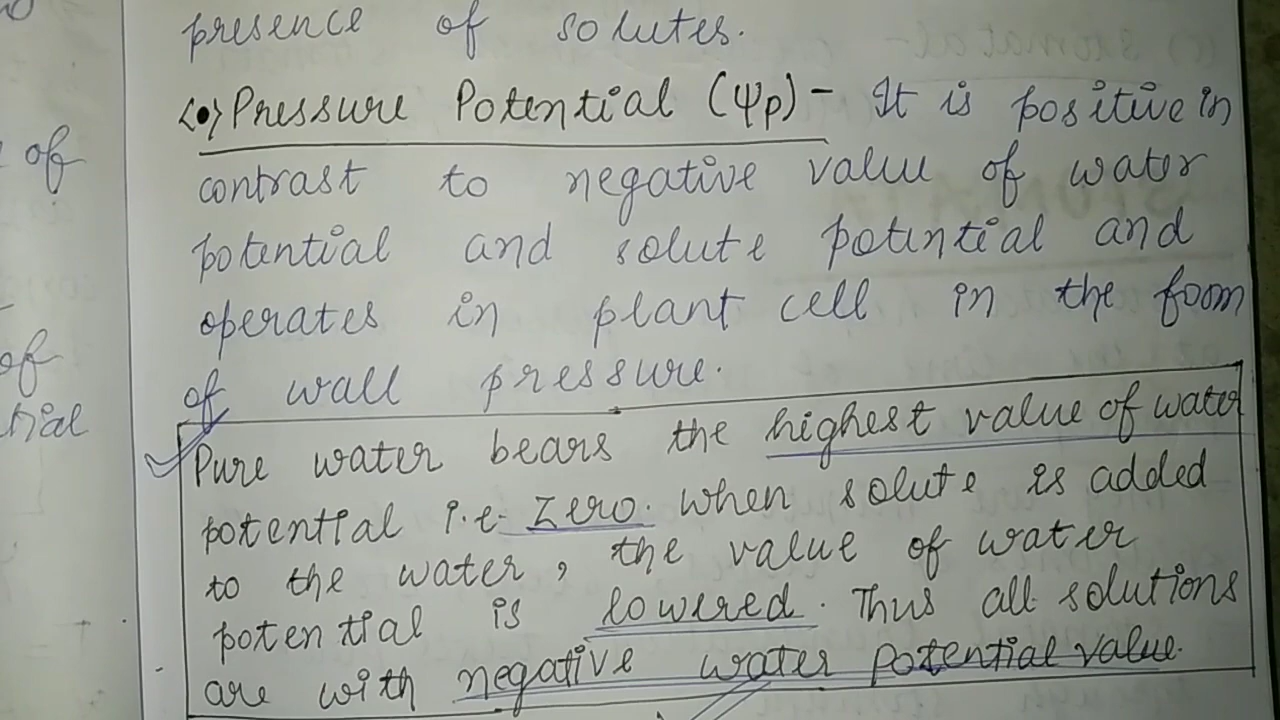 presence of solutes.
(•) Pressure Potential (Ψp) - It is positive in
of
contrast to negative value of water
potential and solute potential and
operates in plant cell in the form
of
of wall pressure.
tial
Pure water bears the highest value of water
potential i.e. zero. When solute is added
to the water, the value of water
potential is lowered. Thus all solutions
are with negative water potential value.